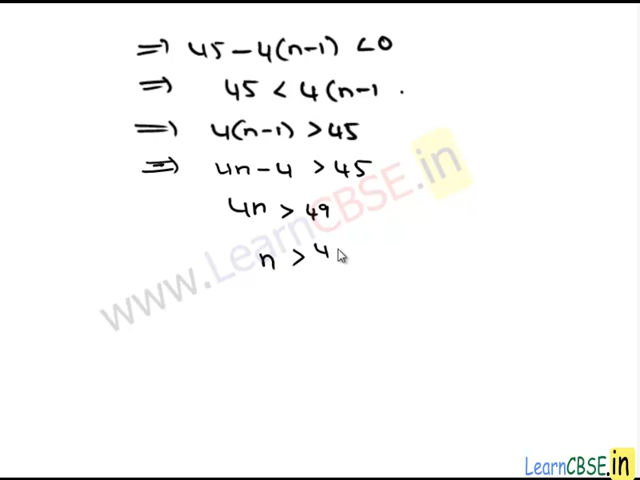 ⇒ 45 - 4(n-1) < 0
⇒ 45 < 4(n-1 .
⇒ 4(n-1) > 45
⇒ 4n - 4 > 45
4n > 49
n > 4
www.LearnCBSE.in
LearnCBSE.in